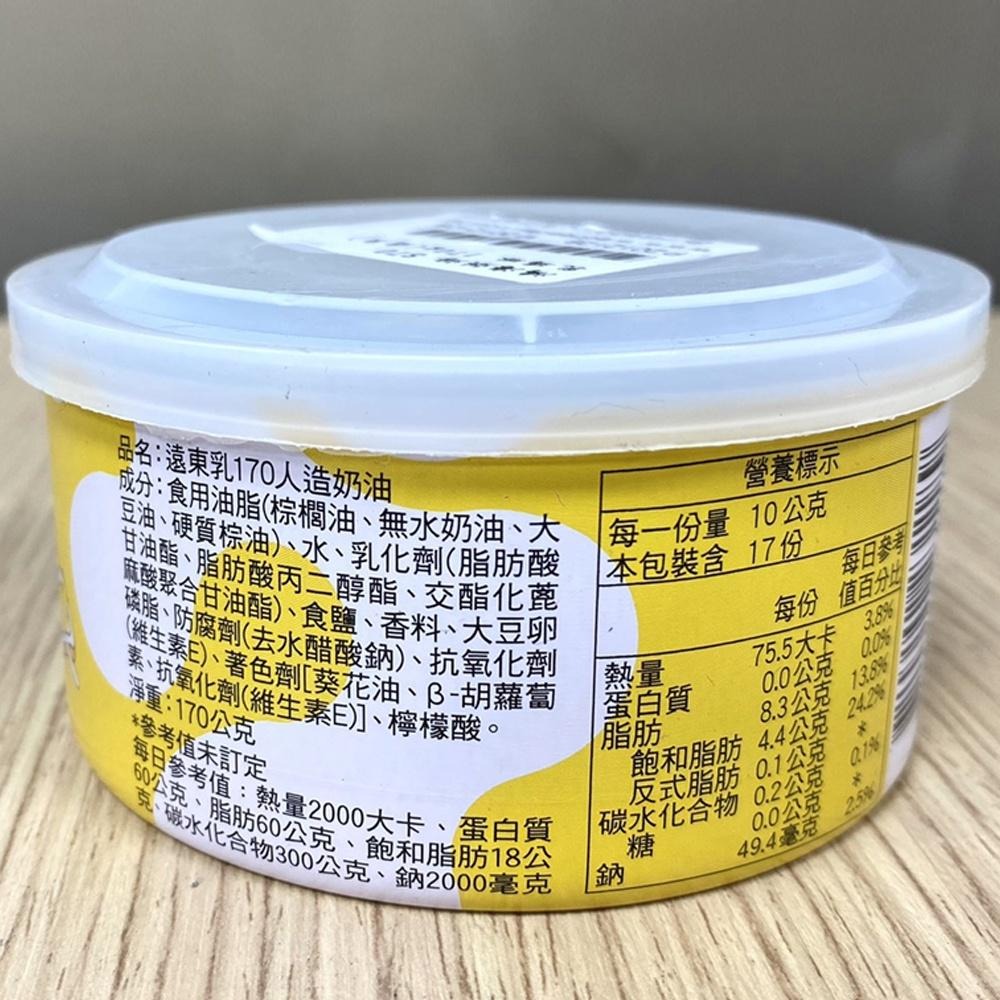 品名：遠東乳170人造奶油
成分：食用油脂(棕櫚油、無水奶油、大
豆油、硬質棕油)、水、乳化劑(脂肪酸
甘油酯、脂肪酸丙二醇酯、交酯化蓖
麻酸聚合甘油酯)、食鹽、香料、大豆卵
磷脂、防腐劑(去水醋酸鈉)、抗氧化劑
(維生素E)、著色劑[葵花油、β-胡蘿蔔
素、抗氧化劑(維生素E)]、檸檬酸。
淨重：170公克
*參考值未訂定
每日參考值：熱量2000大卡、蛋白質
60公克、脂肪60公克、飽和脂肪18公
克、碳水化合物300公克、鈉2000毫克
營養標示
每一份量 10公克
本包裝含 17份
每份 每日參考值百分比
熱量 75.5大卡 3.8%
蛋白質 0.0公克 0.0%
脂肪 8.3公克 13.8%
飽和脂肪 4.4公克 24.2%
反式脂肪 0.1公克 *
碳水化合物 0.2公克 0.1%
糖 0.0公克 *
鈉 49.4毫克 2.5%